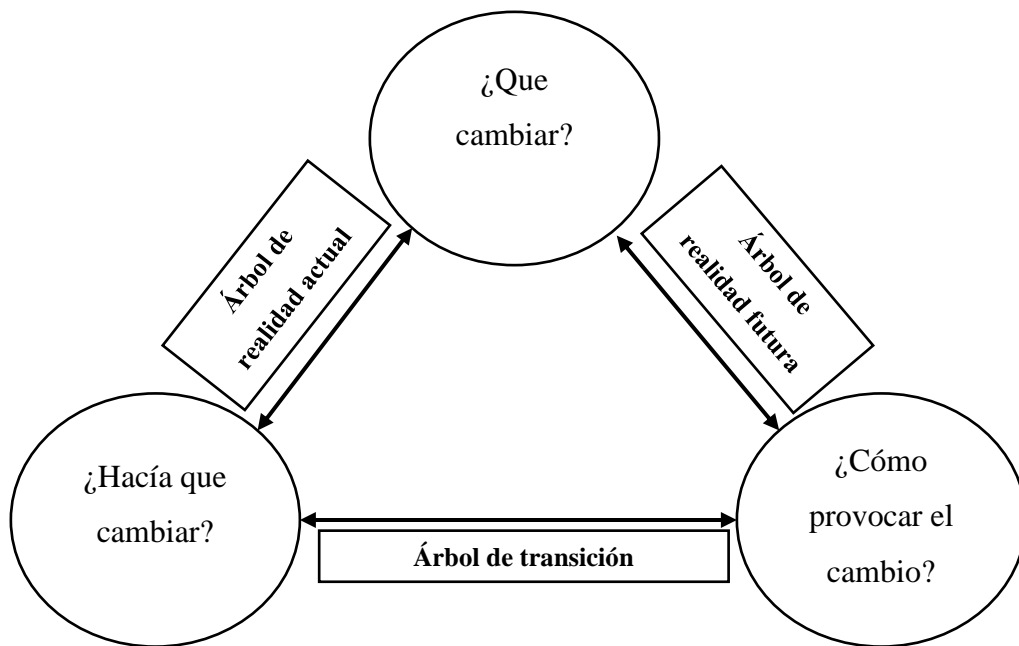 ¿Que
cambiar?
Árbol de
realidad actual
Árbol de
realidad futura
¿Hacía que
cambiar?
¿Cómo
provocar el
cambio?
Árbol de transición